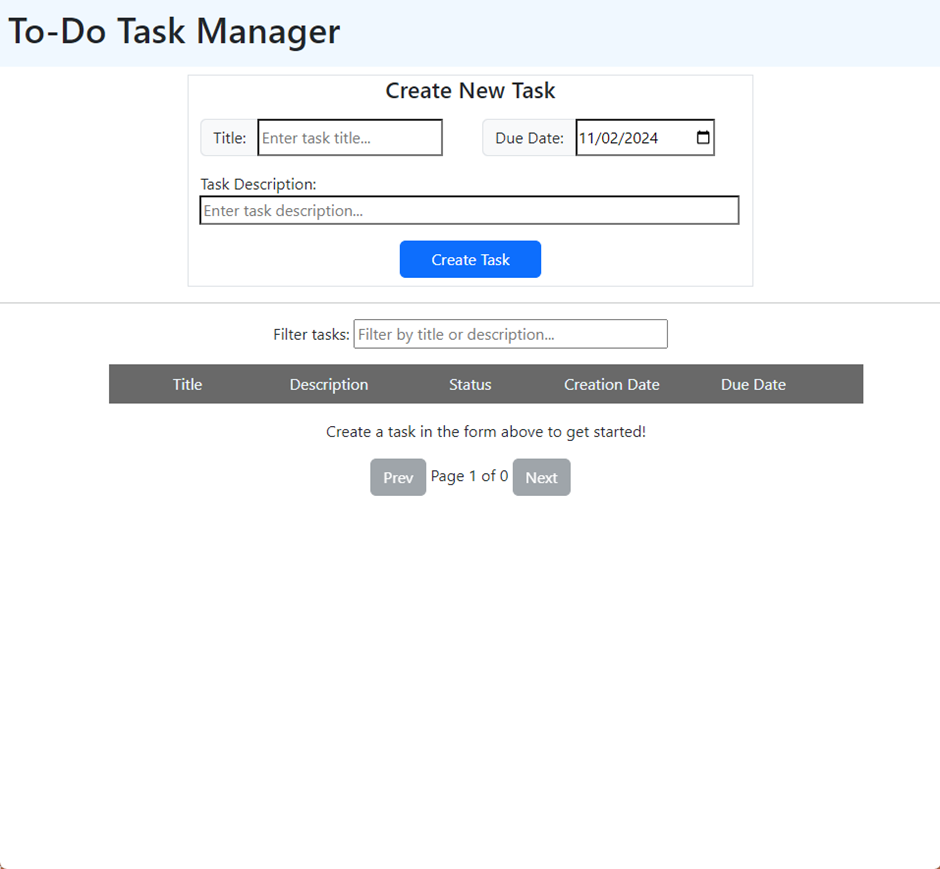 To-Do Task Manager
Create New Task
Title: Enter task title... Due Date: 11/02/2024
Task Description:
Enter task description...
Create Task
Filter tasks: Filter by title or description...
Title Description Status Creation Date Due Date
Create a task in the form above to get started!
Prev Page 1 of 0 Next